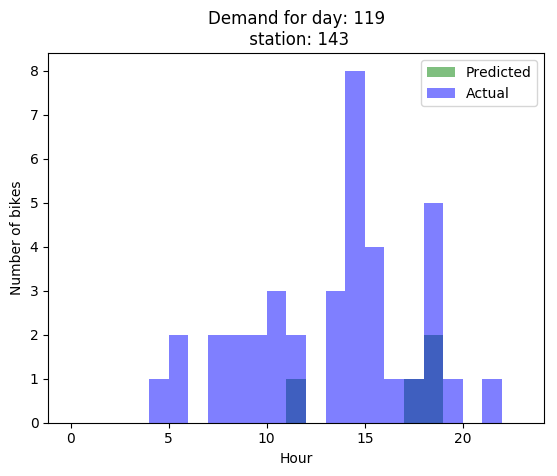 Demand for day: 119
station: 143
Predicted
Actual
8
7
6
5
4
3
2
1
0
Number of bikes
0 5 10 15 20
Hour